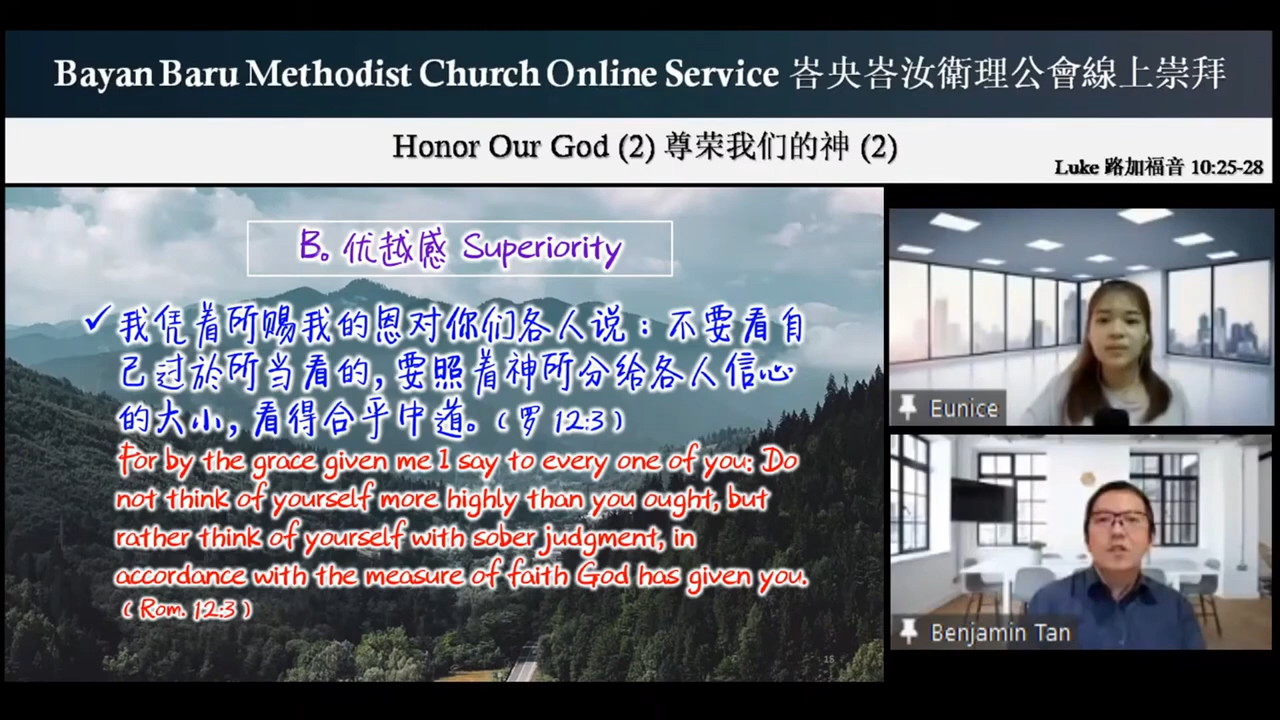 Bayan Baru Methodist Church Online Service 峇央峇汝衛理公會線上崇拜
Honor Our God (2) 尊荣我们的神 (2)
Luke 路加福音 10:25-28
B. 优越感 Superiority
✓ 我凭着所赐我的恩对你们各人说：不要看自
己过於所当看的，要照着神所分给各人信心
的大小，看得合乎中道。( 罗 12:3 )
For by the grace given me I say to every one of you: Do
not think of yourself more highly than you ought, but
rather think of yourself with sober judgment, in
accordance with the measure of faith God has given you.
( Rom. 12:3 )
15
Eunice
Benjamin Tan